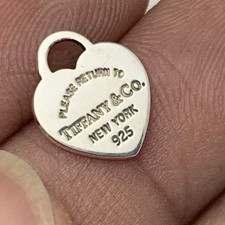 PLEASE RETURN TO
TIFFANY & CO.
NEW YORK
925